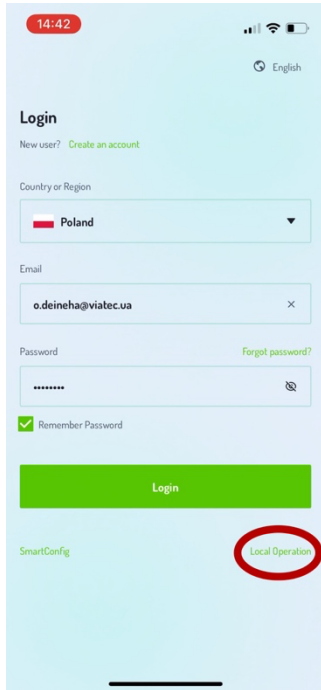 14:42
English
Login
New user? Create an account
Country or Region
Poland
Email
o.deineha@viatec.ua
Password Forgot password?
••••••••
Remember Password
Login
SmartConfig Local Operation